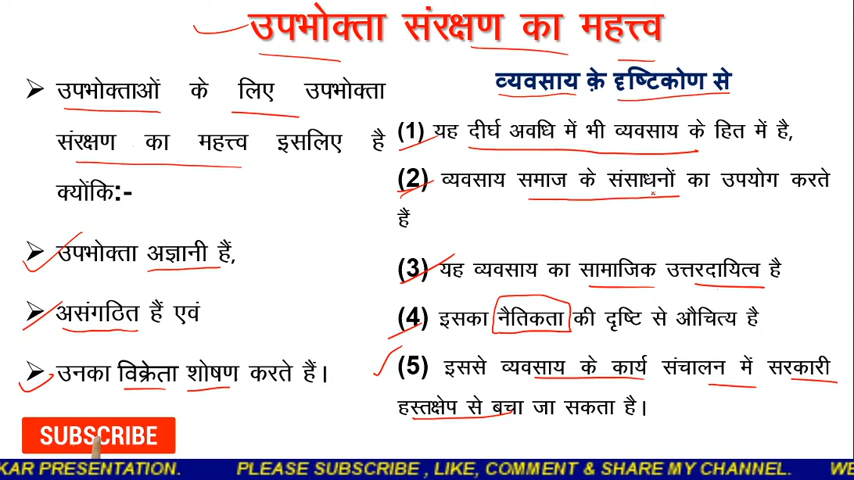 उपभोक्ता संरक्षण का महत्त्व
उपभोक्ताओं के लिए उपभोक्ता
संरक्षण का महत्त्व इसलिए है
क्योंकि:-
उपभोक्ता अज्ञानी हैं,
असंगठित हैं एवं
उनका विक्रेता शोषण करते हैं।
व्यवसाय के दृष्टिकोण से
(1) यह दीर्घ अवधि में भी व्यवसाय के हित में है,
(2) व्यवसाय समाज के संसाधनों का उपयोग करते
हैं
(3) यह व्यवसाय का सामाजिक उत्तरदायित्व है
(4) इसका नैतिकता की दृष्टि से औचित्य है
(5) इससे व्यवसाय के कार्य संचालन में सरकारी
हस्तक्षेप से बचा जा सकता है।
SUBSCRIBE
KAR PRESENTATION. PLEASE SUBSCRIBE , LIKE, COMMENT & SHARE MY CHANNEL. WE